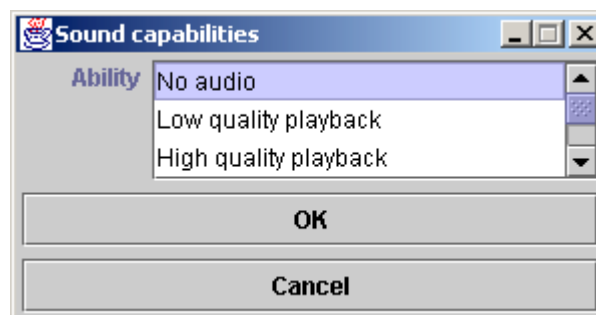 Sound capabilities
Ability
No audio
Low quality playback
High quality playback
OK
Cancel